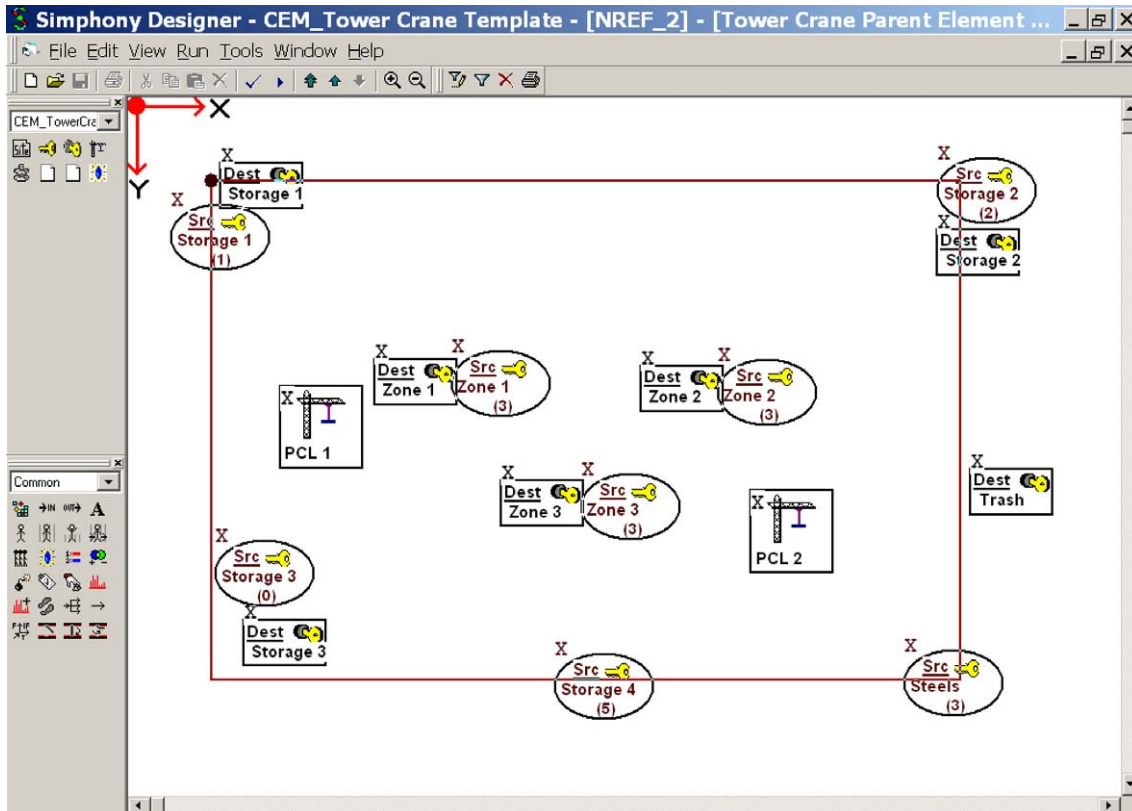 Simphony Designer - CEM_Tower Crane Template - [NREF_2] - [Tower Crane Parent Element ...
File Edit View Run Tools Window Help
CEM_TowerCra
X
Y
X
Dest
Storage 1
X
Src
Storage 1
(1)
X
Src
Storage 2
(2)
X
Dest
Storage 2
X
Dest
Zone 1
X
Src
Zone 1
(3)
X
Dest
Zone 2
X
Src
Zone 2
(3)
X
PCL 1
X
Dest
Zone 3
X
Src
Zone 3
(3)
X
PCL 2
X
Dest
Trash
Common
IN OUT A
X
Src
Storage 3
(0)
X
Dest
Storage 3
X
Src
Storage 4
(5)
X
Src
Steels
(3)